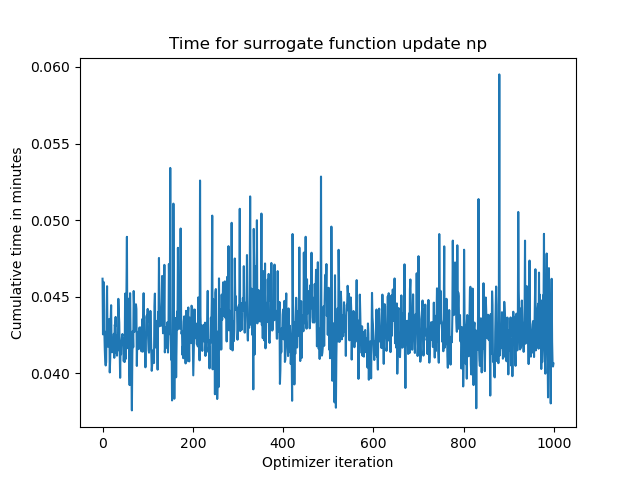 Time for surrogate function update np
0.060
0.055
0.050
0.045
0.040
Cumulative time in minutes
0 200 400 600 800 1000
Optimizer iteration